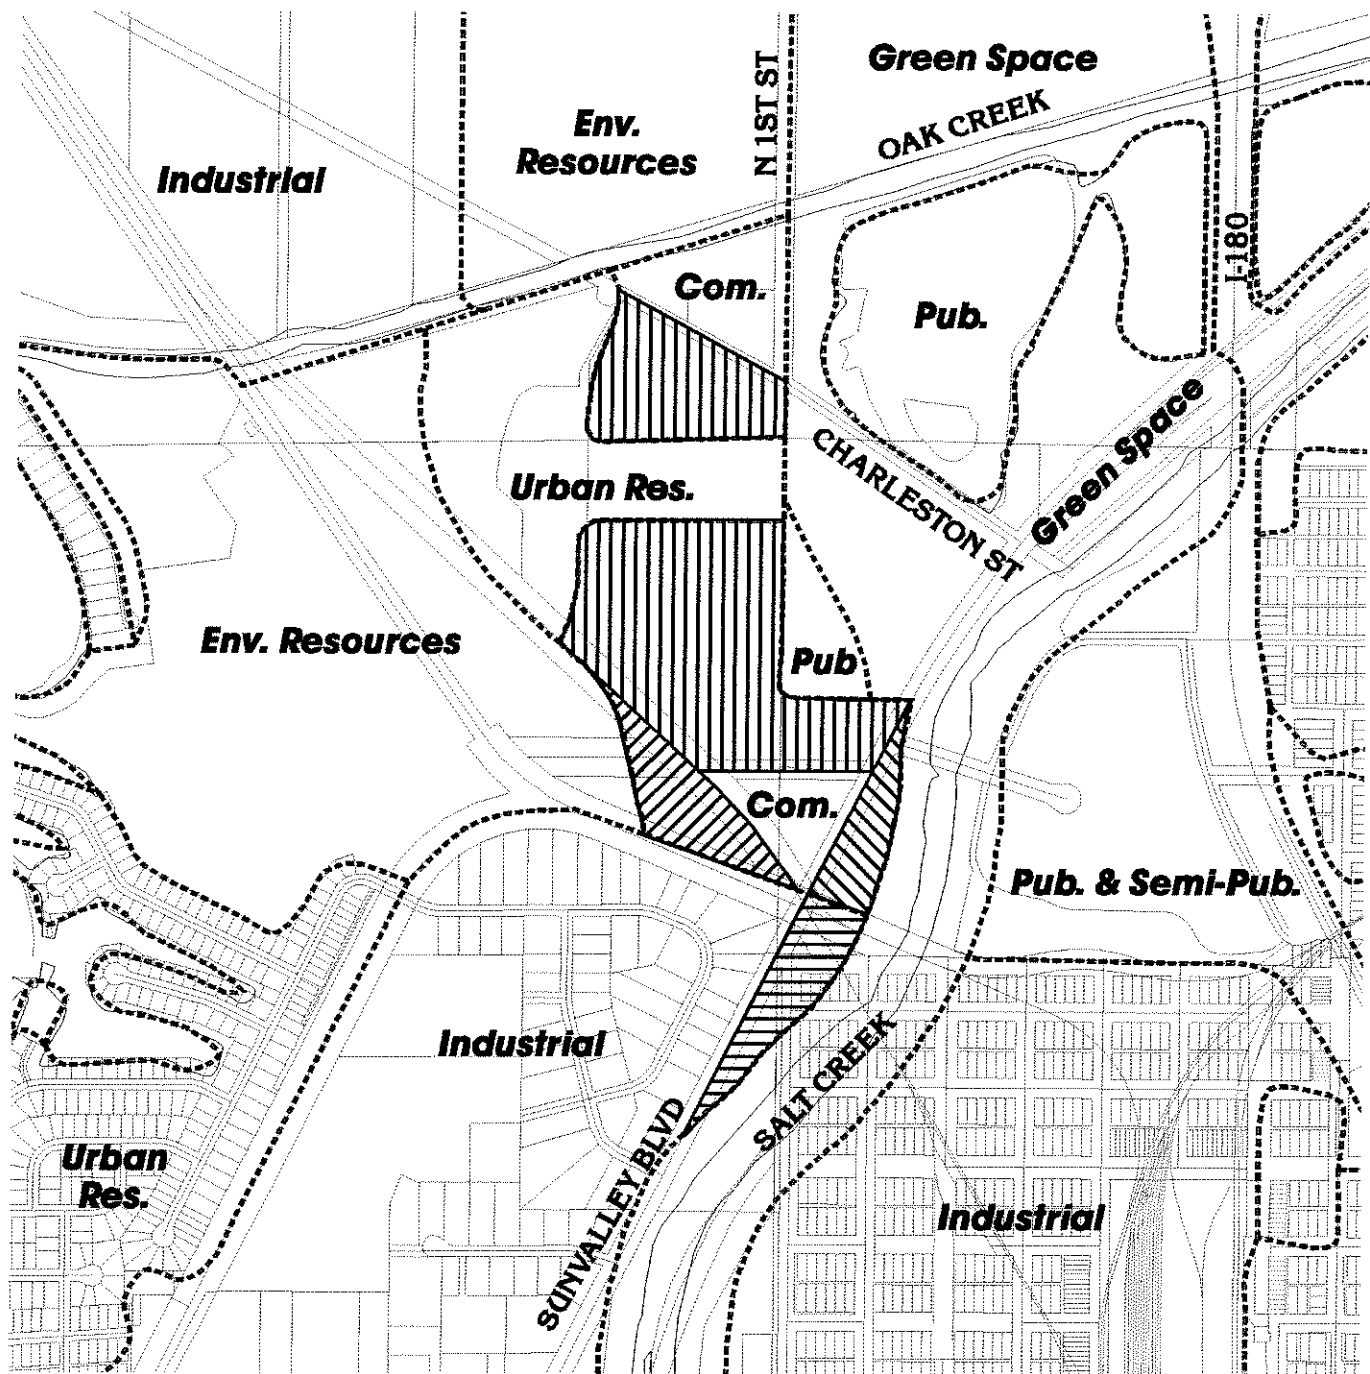 Green Space
N 1ST ST
OAK CREEK
Env.
Resources
Industrial
I-180
Com.
Pub.
CHARLESTON ST
Green Space
Urban Res.
Env. Resources
Pub
Com.
Pub. & Semi-Pub.
Industrial
SALT CREEK
SUNVALLEY BLVD
Urban
Res.
Industrial